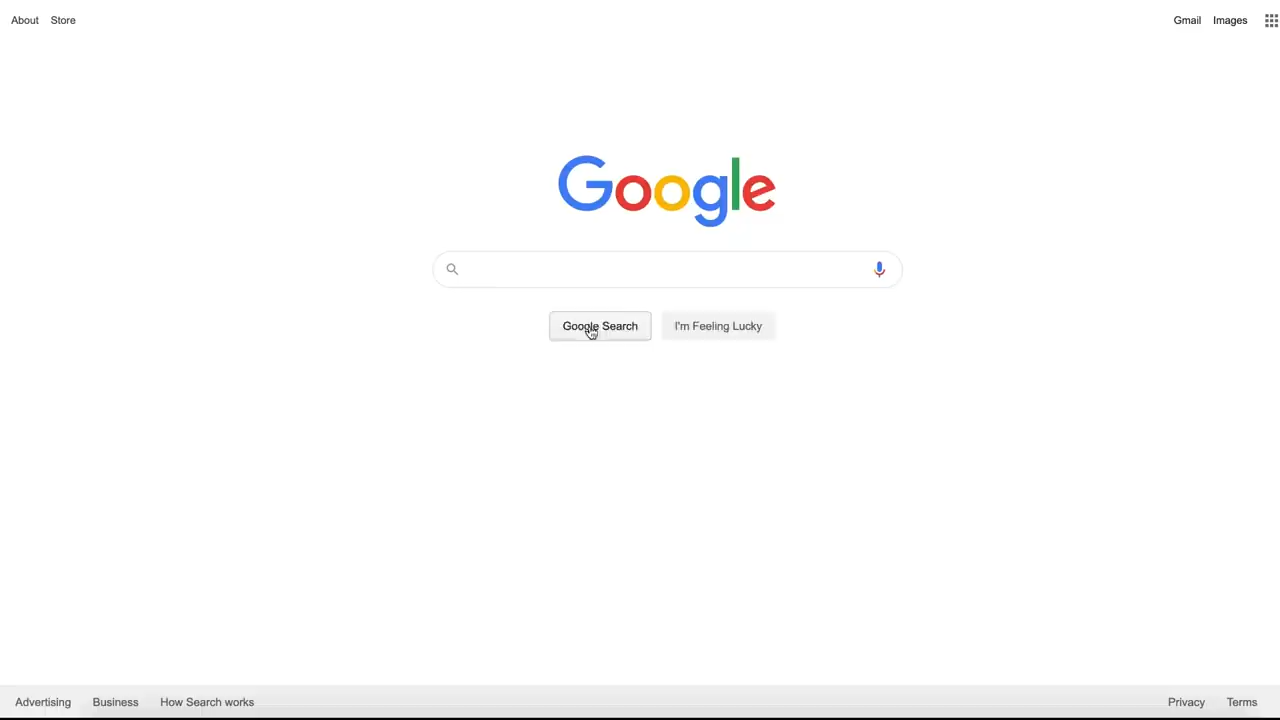 About Store Gmail Images
Google
Google Search I'm Feeling Lucky
Advertising Business How Search works Privacy Terms